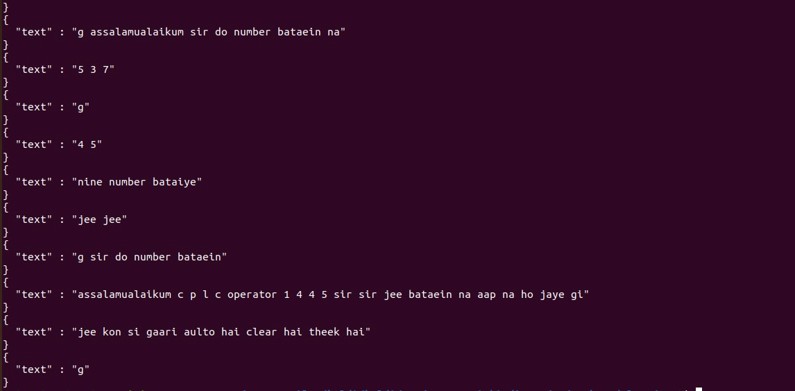 }
{
"text" : "g assalamualaikum sir do number bataein na"
}
{
"text" : "5 3 7"
}
{
"text" : "g"
}
{
"text" : "4 5"
}
{
"text" : "nine number bataiye"
}
{
"text" : "jee jee"
}
{
"text" : "g sir do number bataein"
}
{
"text" : "assalamualaikum c p l c operator 1 4 4 5 sir sir jee bataein na aap na ho jaye gi"
}
{
"text" : "jee kon si gaari aulto hai clear hai theek hai"
}
{
"text" : "g"
}